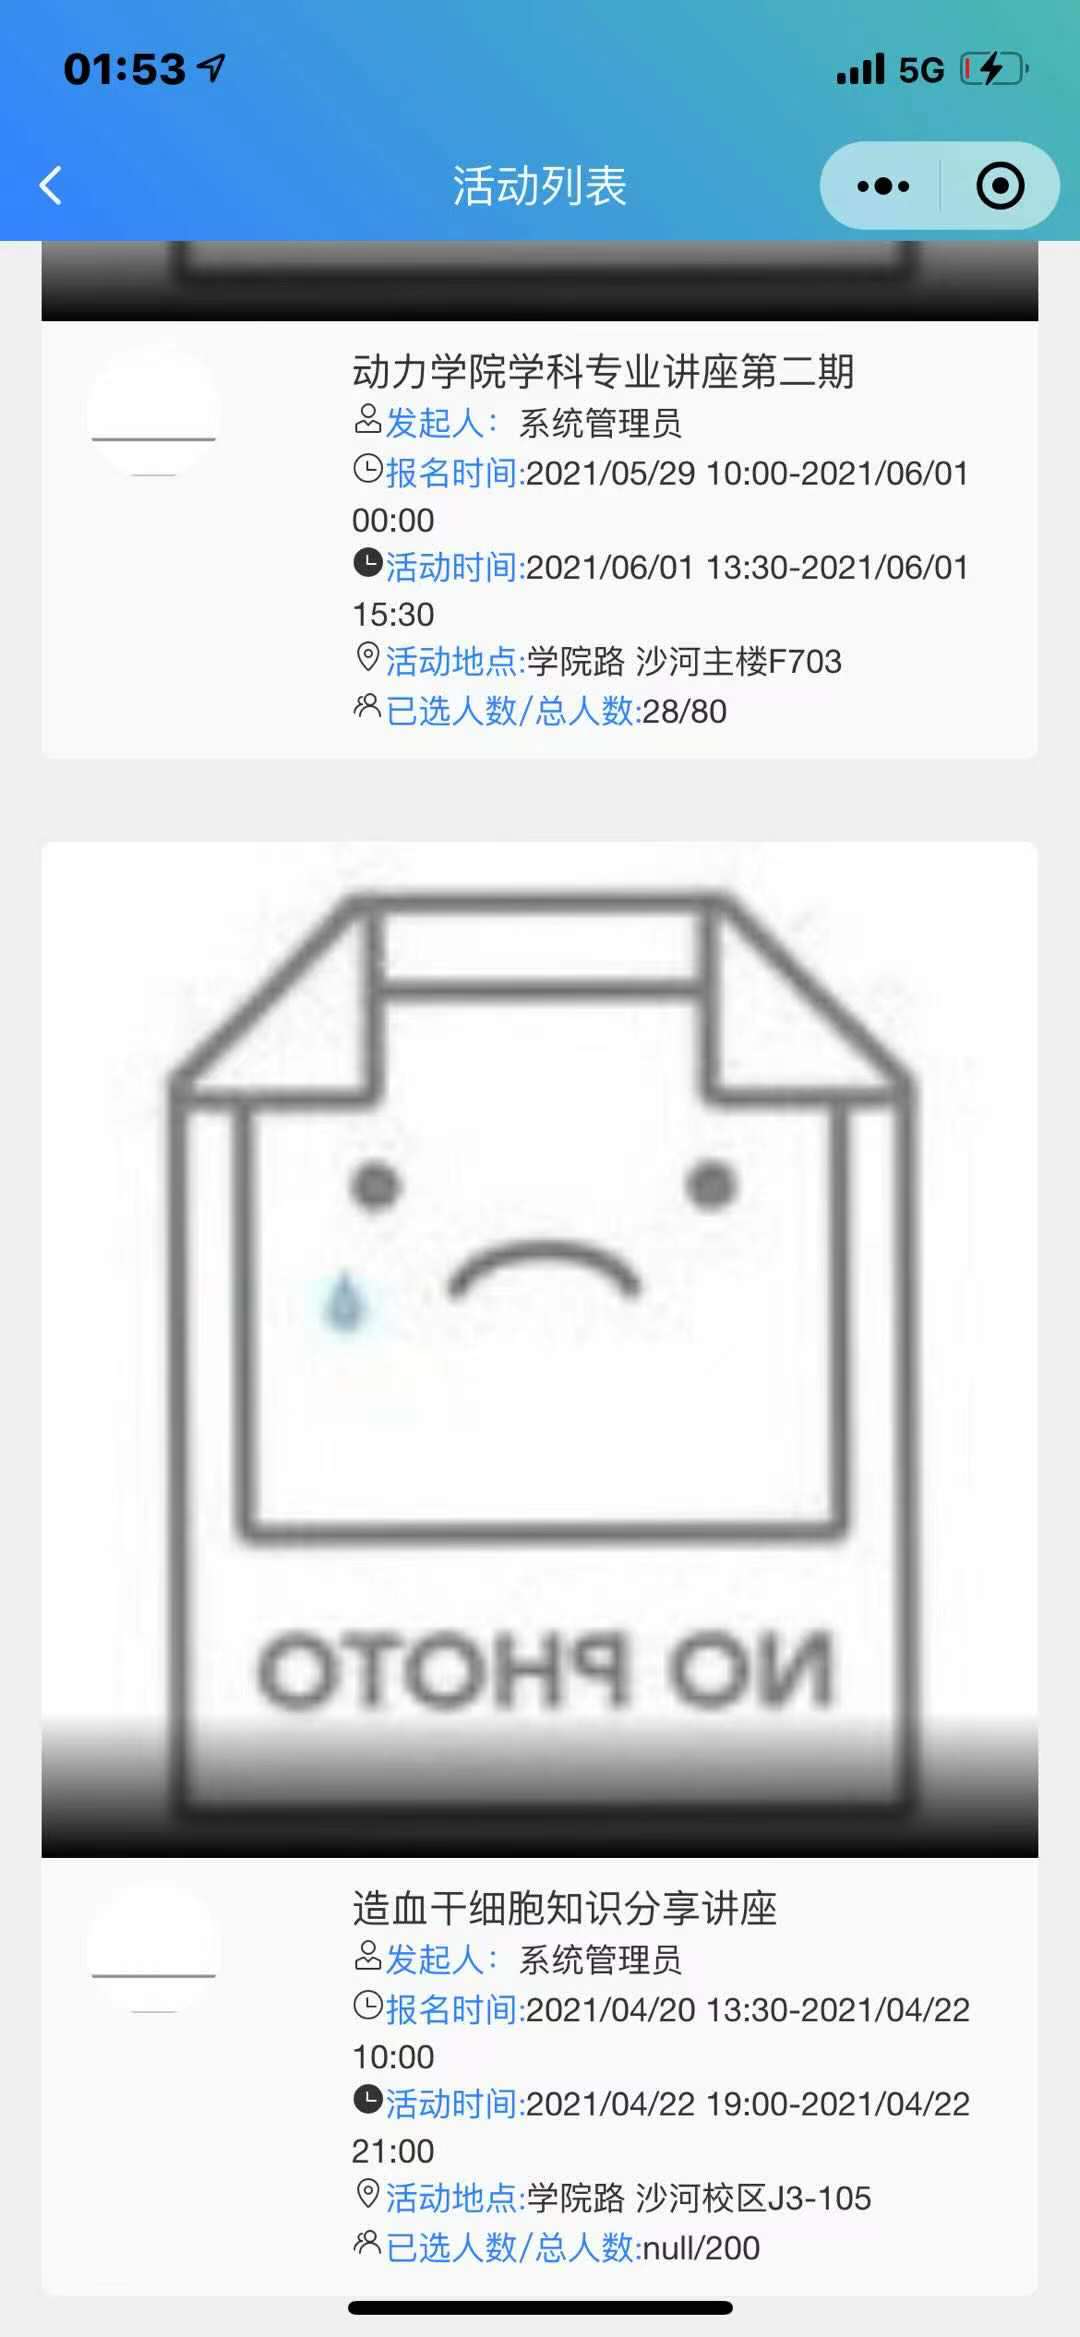 01:53
5G
活动列表
动力学院学科专业讲座第二期
发起人：系统管理员
报名时间:2021/05/29 10:00-2021/06/01
00:00
活动时间:2021/06/01 13:30-2021/06/01
15:30
活动地点:学院路 沙河主楼F703
已选人数/总人数:28/80
NO PHOTO
造血干细胞知识分享讲座
发起人：系统管理员
报名时间:2021/04/20 13:30-2021/04/22
10:00
活动时间:2021/04/22 19:00-2021/04/22
21:00
活动地点:学院路 沙河校区J3-105
已选人数/总人数:null/200